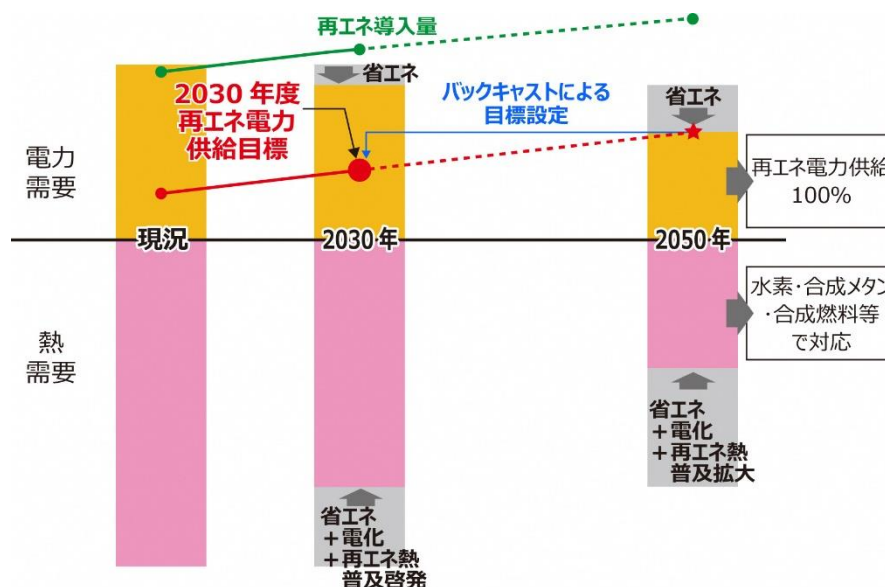 再エネ導入量
省エネ
2030 年度
再エネ電力
供給目標
バックキャストによる
目標設定
省エネ
電力
需要
再エネ電力供給
100%
現況
2030 年
2050 年
水素・合成メタン
・合成燃料等
で対応
熱
需要
省エネ
＋電化
＋再エネ熱
普及拡大
省エネ
＋電化
＋再エネ熱
普及啓発